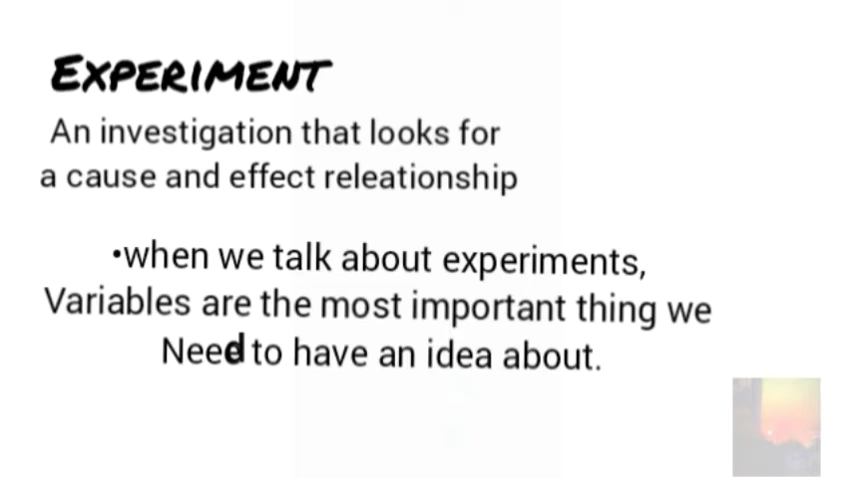 EXPERIMENT
An investigation that looks for
a cause and effect releationship
•when we talk about experiments,
Variables are the most important thing we
Need to have an idea about.